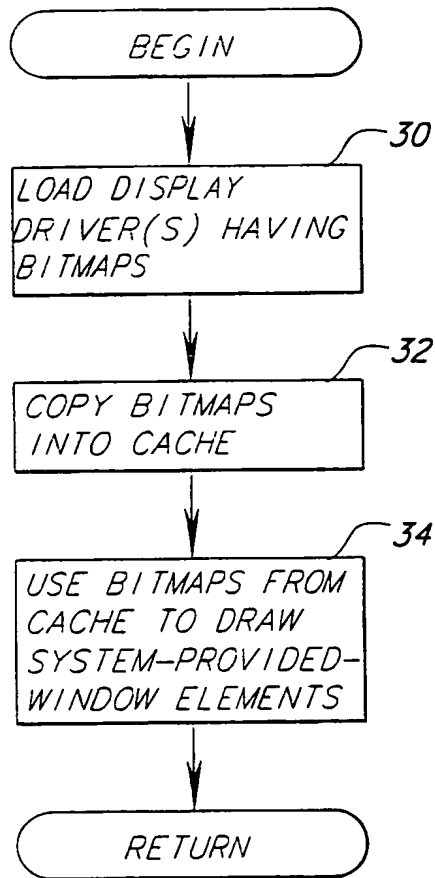 BEGIN
30
LOAD DISPLAY
DRIVER(S) HAVING
BITMAPS
32
COPY BITMAPS
INTO CACHE
34
USE BITMAPS FROM
CACHE TO DRAW
SYSTEM-PROVIDED-
WINDOW ELEMENTS
RETURN